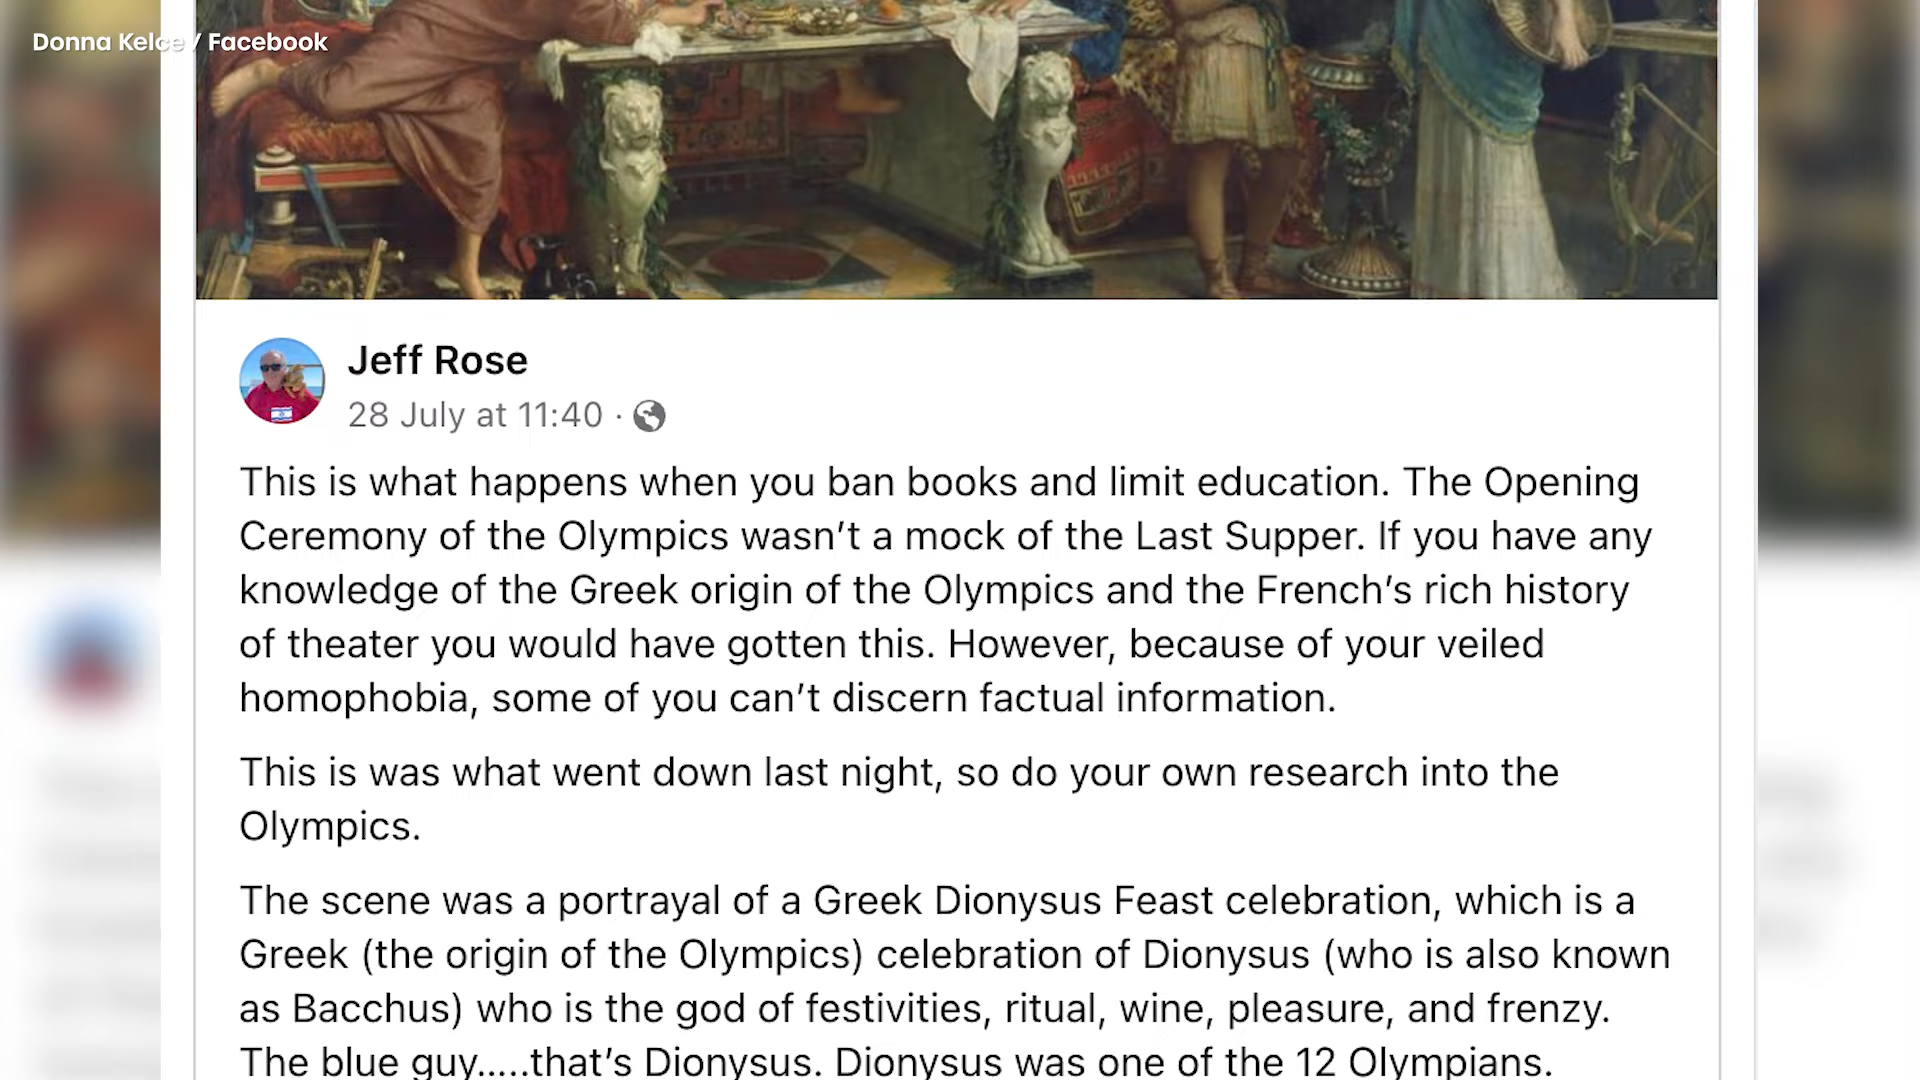 Donna Kelce / Facebook
Jeff Rose
28 July at 11:40 ·
This is what happens when you ban books and limit education. The Opening
Ceremony of the Olympics wasn’t a mock of the Last Supper. If you have any
knowledge of the Greek origin of the Olympics and the French’s rich history
of theater you would have gotten this. However, because of your veiled
homophobia, some of you can’t discern factual information.
This is was what went down last night, so do your own research into the
Olympics.
The scene was a portrayal of a Greek Dionysus Feast celebration, which is a
Greek (the origin of the Olympics) celebration of Dionysus (who is also known
as Bacchus) who is the god of festivities, ritual, wine, pleasure, and frenzy.
The blue guy.....that’s Dionysus. Dionysus was one of the 12 Olympians.